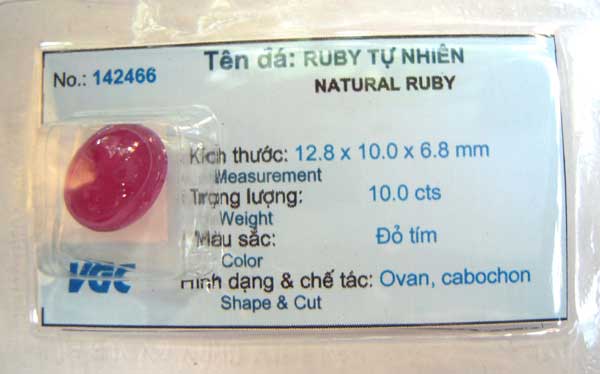 No.: 142466
Tên đá: RUBY TỰ NHIÊN
NATURAL RUBY
Kích thước: 12.8 x 10.0 x 6.8 mm
Measurement
Trọng lượng: 10.0 cts
Weight
Màu sắc: Đỏ tím
Color
Hình dạng & chế tác: Ovan, cabochon
Shape & Cut
VGC